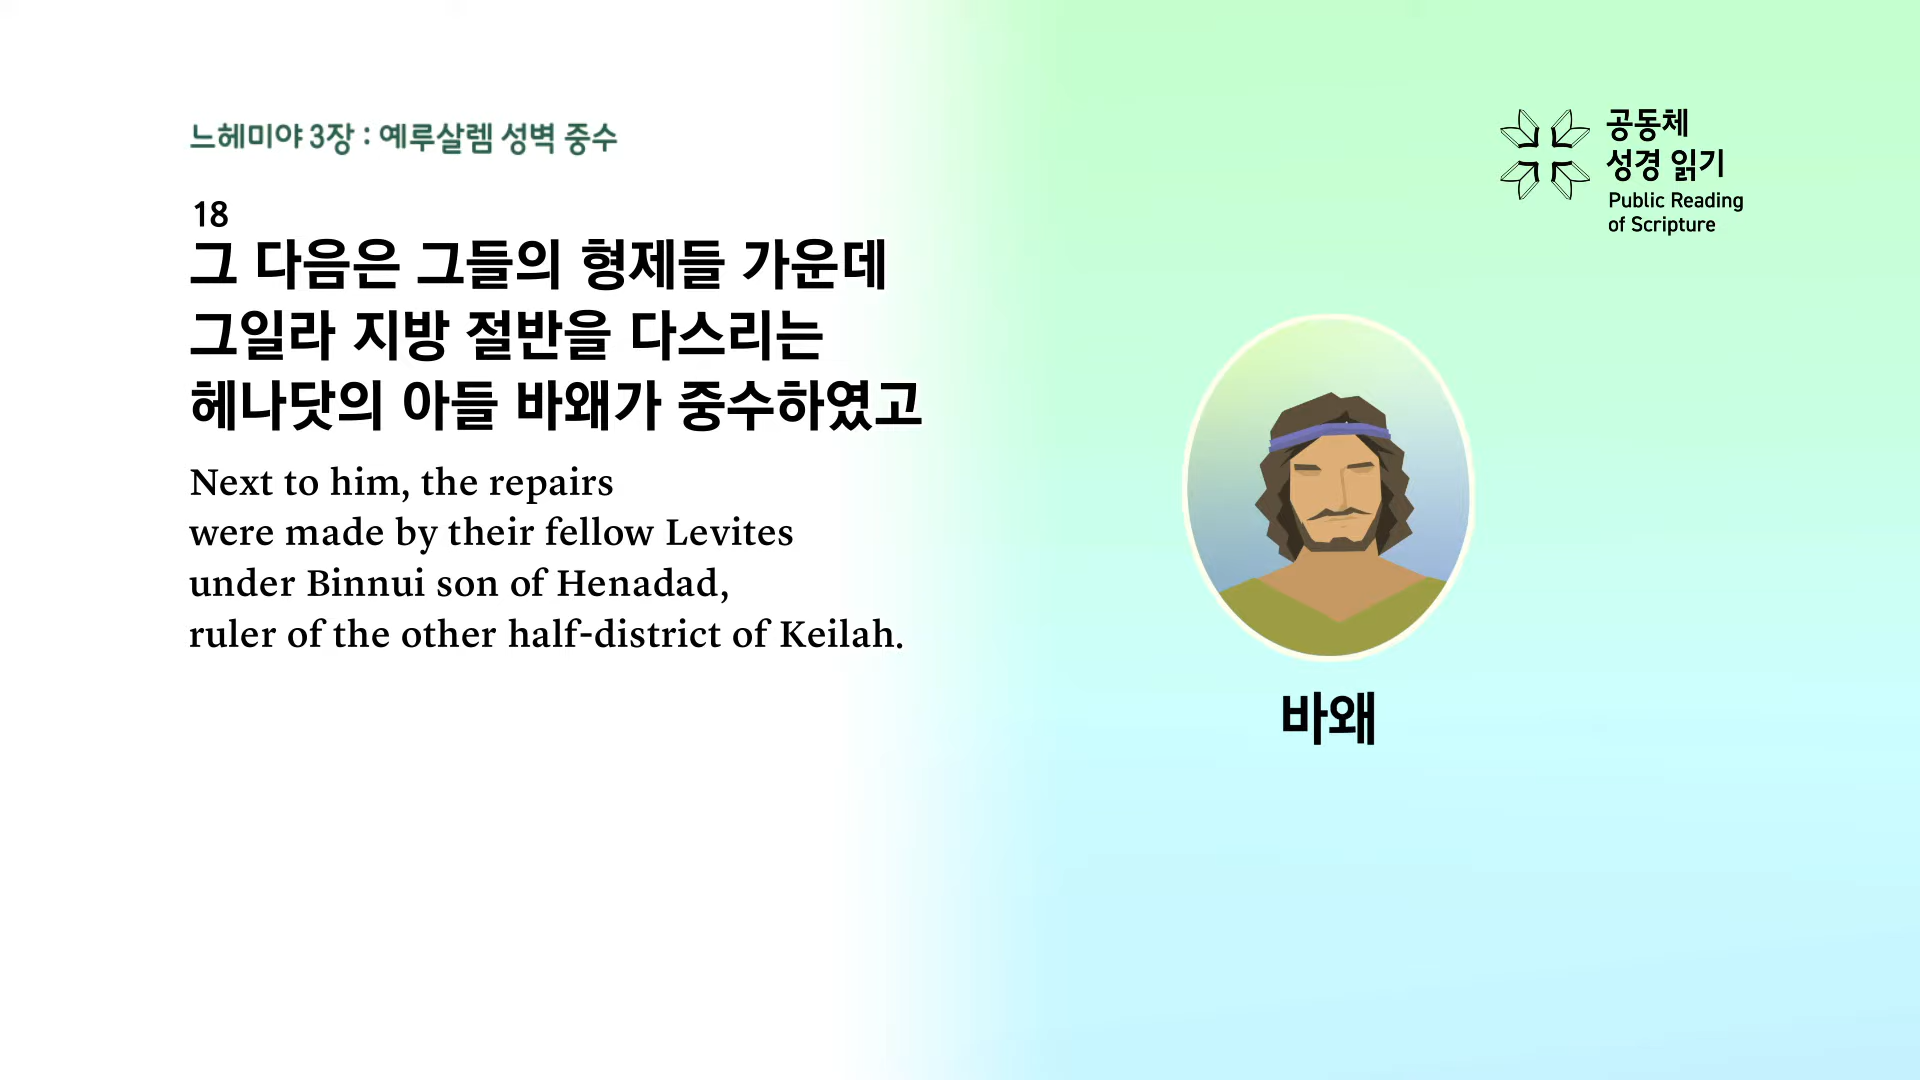 느헤미야 3장 : 예루살렘 성벽 중수
18
그 다음은 그들의 형제들 가운데
그일라 지방 절반을 다스리는
헤나닷의 아들 바왜가 중수하였고
Next to him, the repairs
were made by their fellow Levites
under Binnui son of Henadad,
ruler of the other half-district of Keilah.
공동체
성경 읽기
Public Reading
of Scripture
바왜